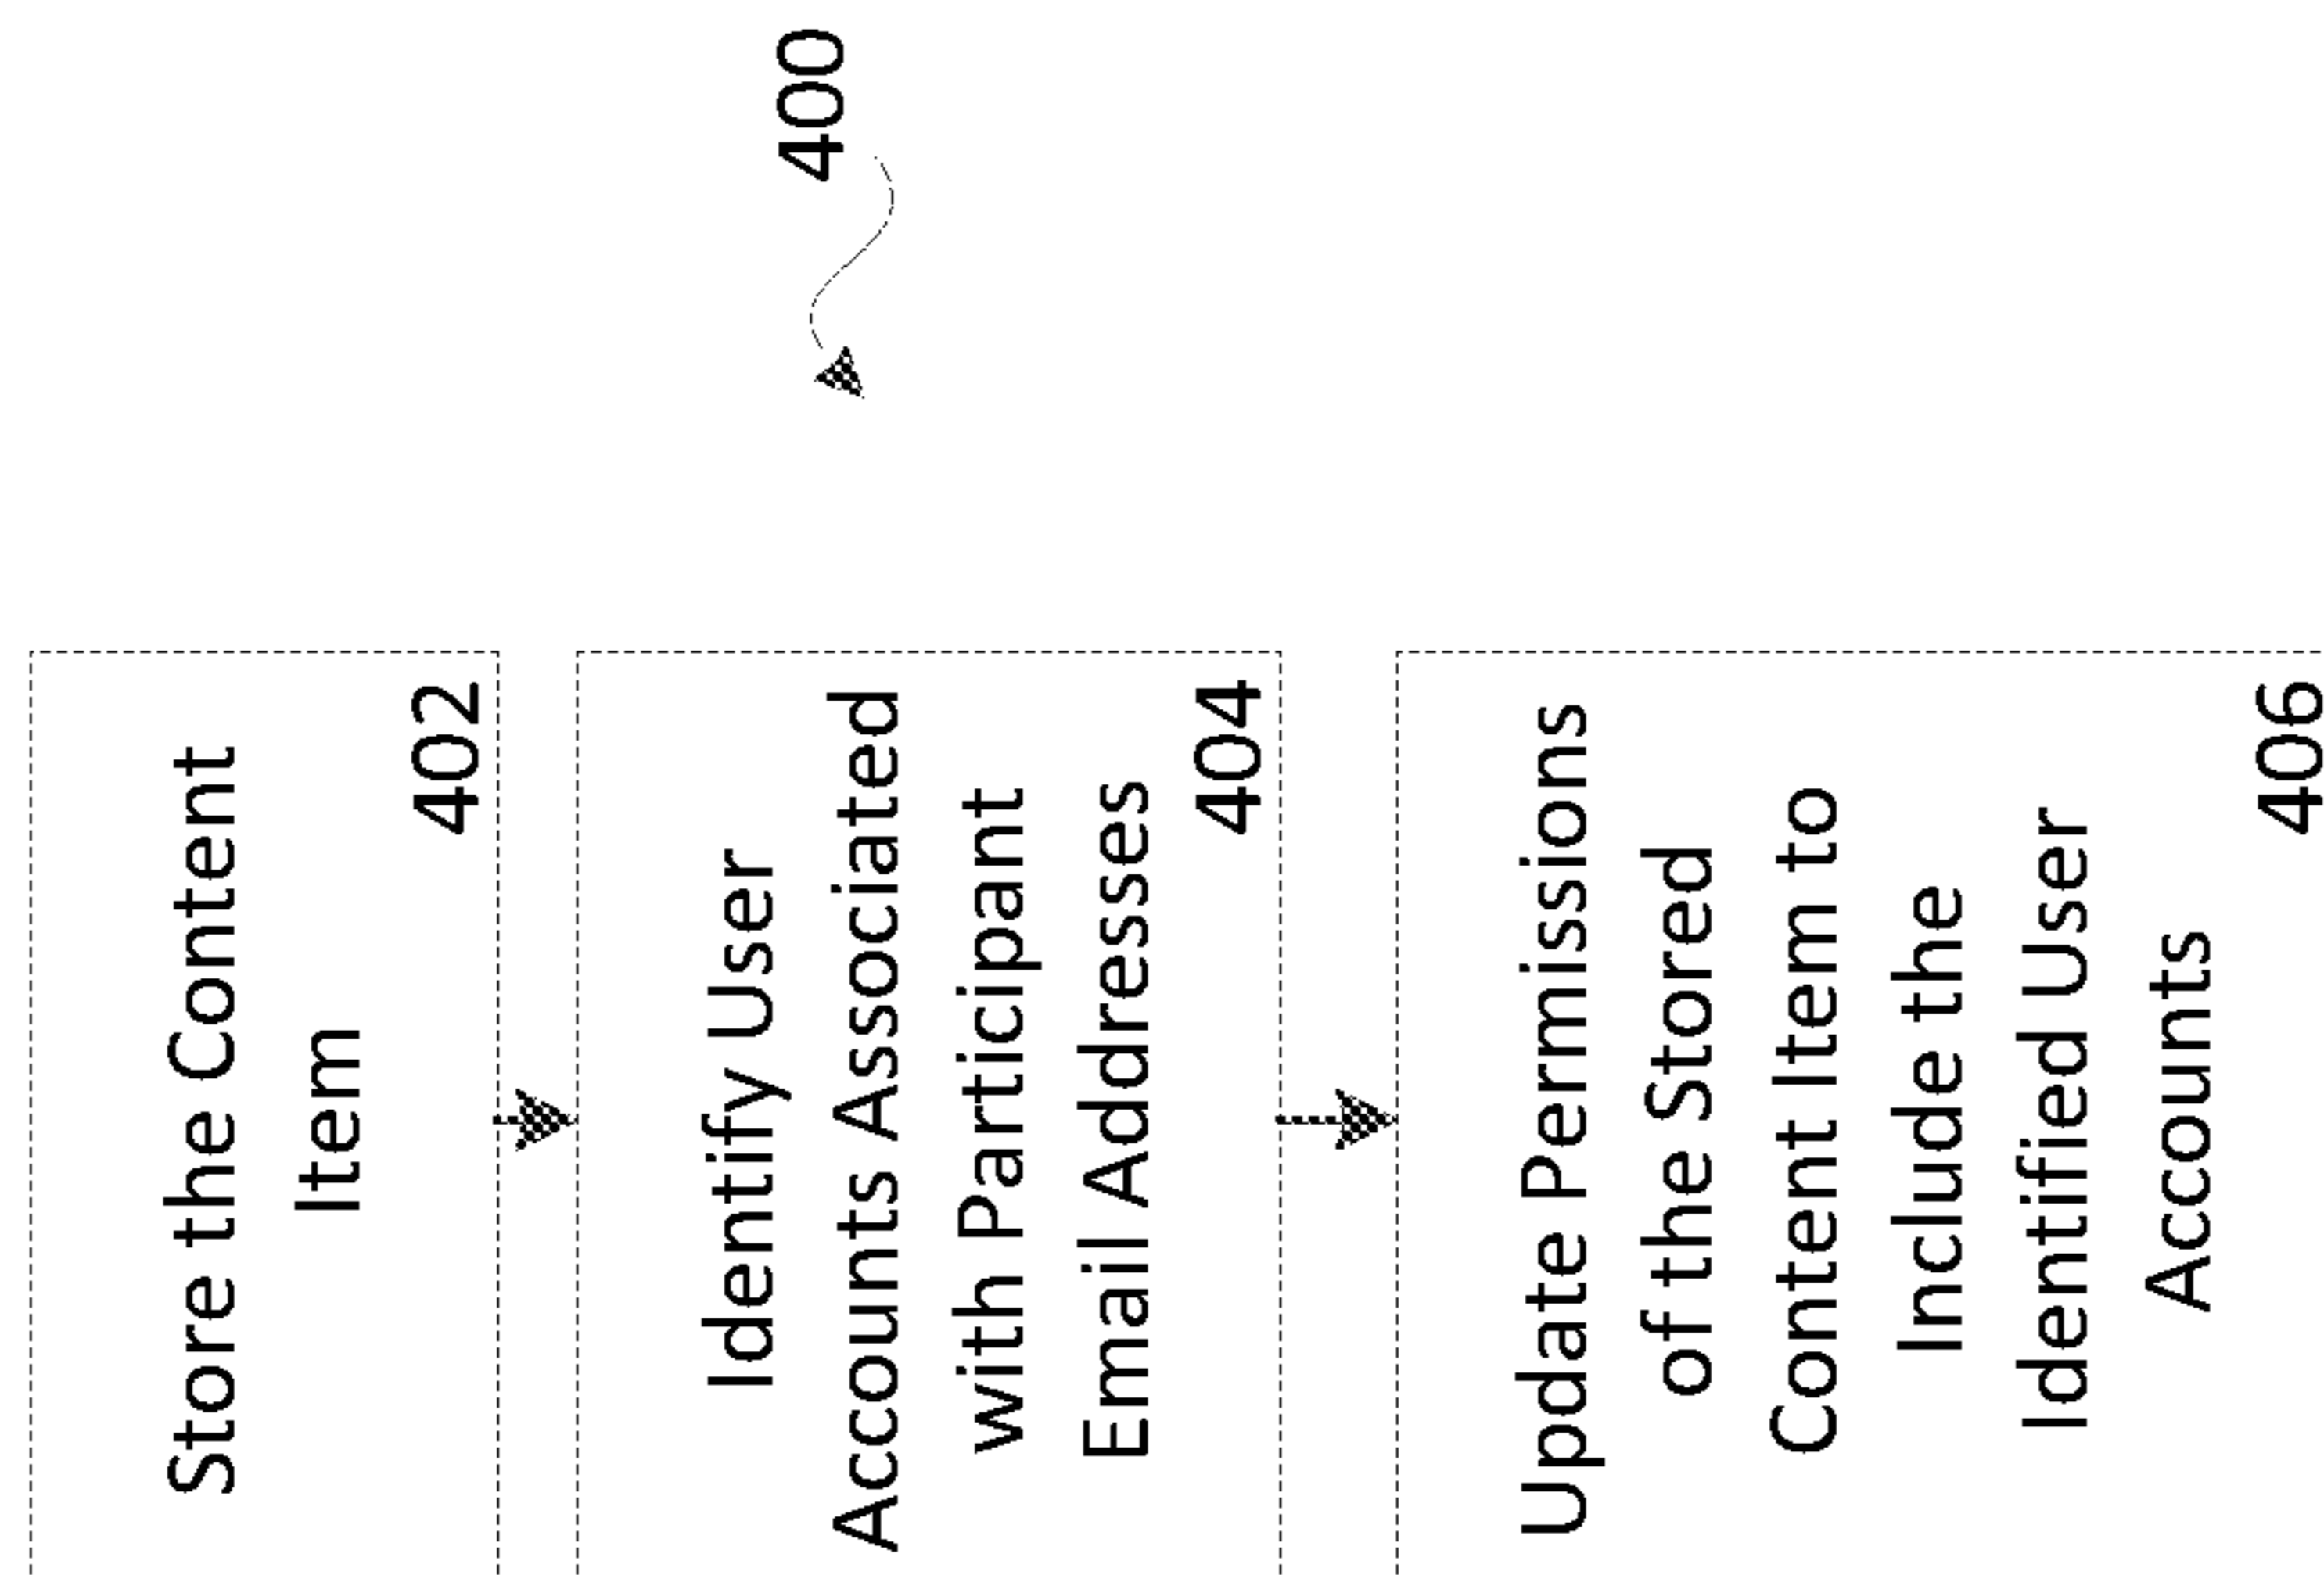 400
Store the Content
Item
402
Identify User
Accounts Associated
with Participant
Email Addresses
404
Update Permissions
of the Stored
Content Item to
Include the
Identified User
Accounts
406